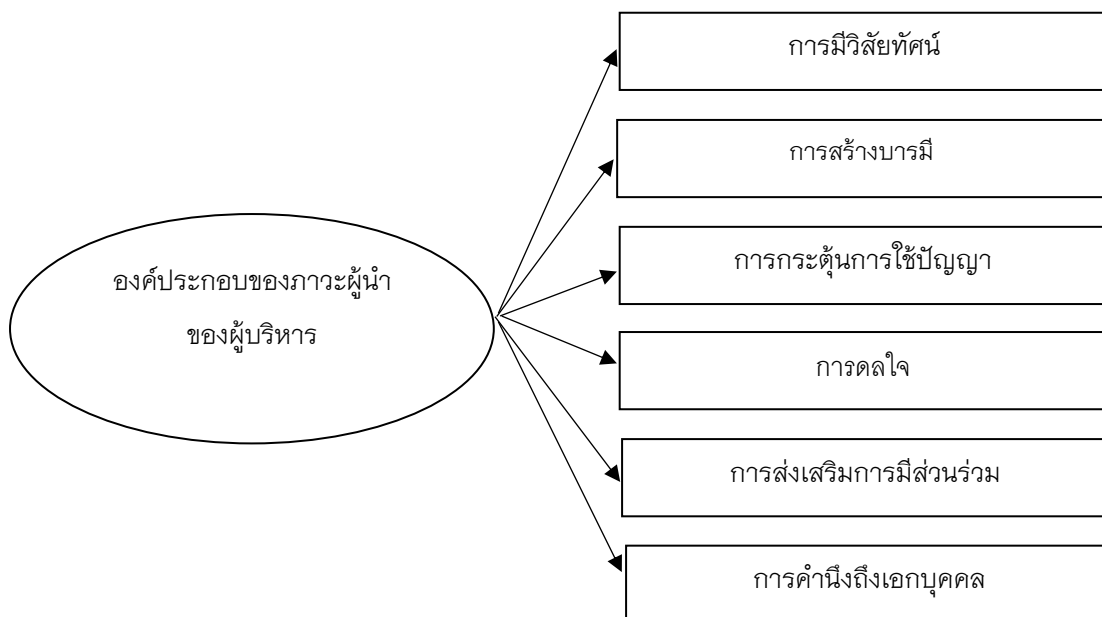 องค์ประกอบของภาวะผู้นำ
ของผู้บริหาร
การมีวิสัยทัศน์
การสร้างบารมี
การกระตุ้นการใช้ปัญญา
การดลใจ
การส่งเสริมการมีส่วนร่วม
การคำนึงถึงเอกบุคคล